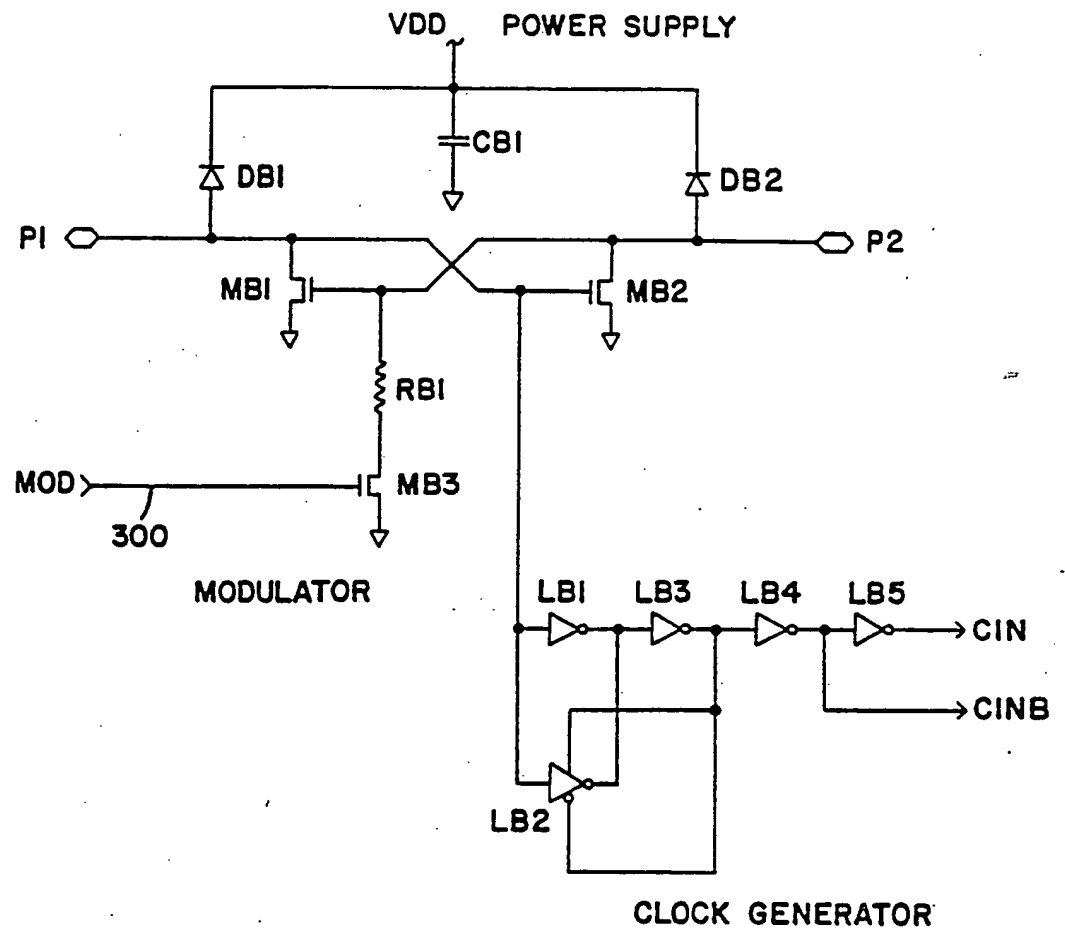 VDD POWER SUPPLY
CB1
DB1
DB2
P1
P2
MB1
MB2
RB1
MOD
MB3
300
MODULATOR
LB1 LB3 LB4 LB5
CIN
CINB
LB2
CLOCK GENERATOR